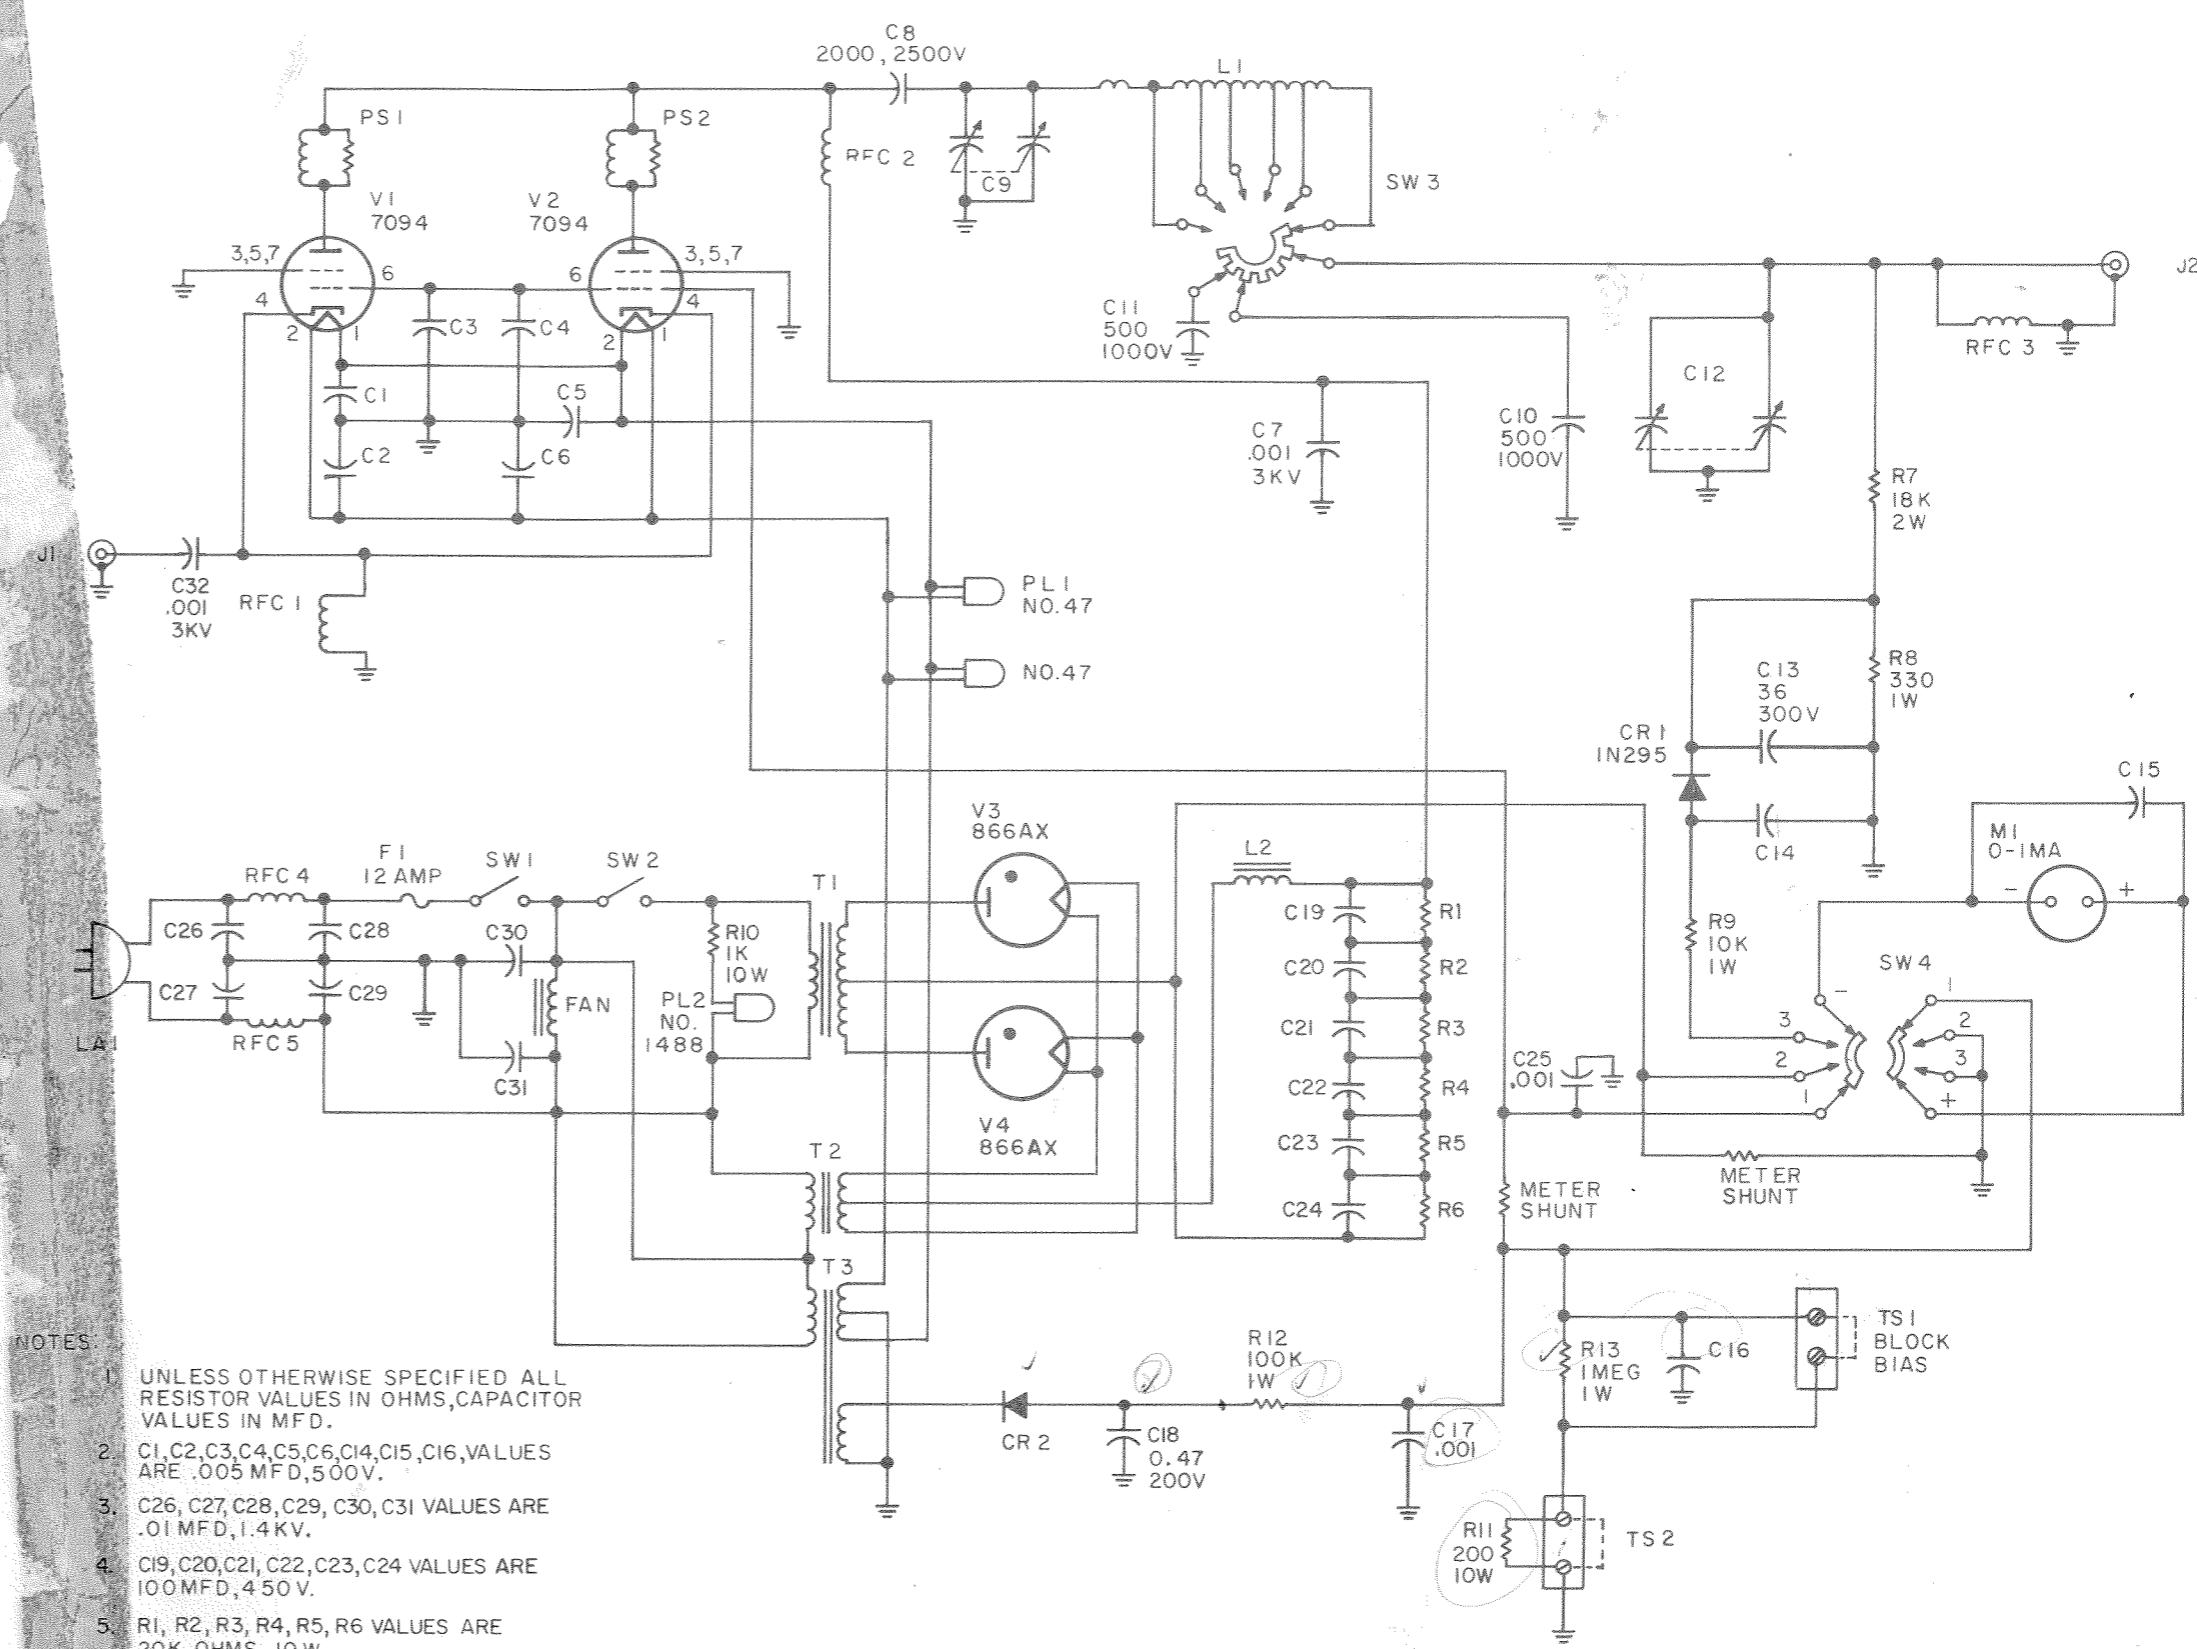 C8
2000, 2500V
L1
PS1
PS2
RFC 2
C9
SW 3
V1
7094
V2
7094
3,5,7
6
6
3,5,7
4
4
2
1
2
1
C3
C4
C11
500
1000V
J2
RFC 3
C12
C1
C5
C2
C6
C7
.001
3KV
C10
500
1000V
R7
18K
2W
J1
C32
.001
3KV
RFC 1
PL1
NO.47
NO.47
R8
330
1W
C13
36
300V
CR1
1N295
C14
C15
M1
0-1MA
-
+
V3
866AX
L2
F1
12 AMP
RFC 4
SW1
SW 2
T1
C19
R1
C26
C28
C30
R10
1K
10W
R9
10K
1W
SW4
C20
R2
C27
C29
FAN
PL2
NO.
1488
C21
R3
-
1
3
2
2
3
1
+
LA1
RFC 5
C31
C25
.001
C22
R4
V4
866AX
C23
R5
T2
METER
SHUNT
METER
SHUNT
C24
R6
T3
TS1
BLOCK
BIAS
R12
100K
1W
R13
1MEG
1W
C16
CR 2
C18
0.47
200V
C17
.001
R11
200
10W
TS2
NOTES:
1. UNLESS OTHERWISE SPECIFIED ALL
RESISTOR VALUES IN OHMS,CAPACITOR
VALUES IN MFD.
2. C1,C2,C3,C4,C5,C6,C14,C15,C16,VALUES
ARE .005 MFD,500V.
3. C26, C27, C28, C29, C30, C31 VALUES ARE
.01 MFD,1.4KV.
4. C19, C20, C21, C22, C23, C24 VALUES ARE
100MFD,450V.
5. R1, R2, R3, R4, R5, R6 VALUES ARE
20K OHMS, 10W